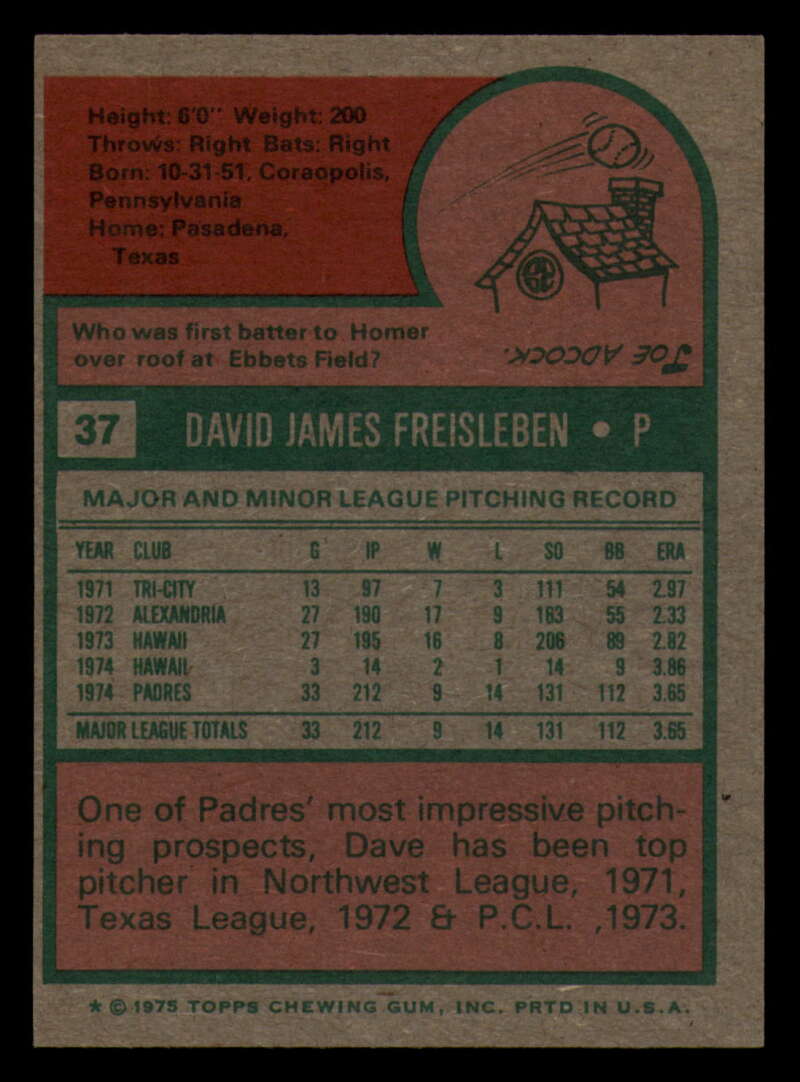 Height: 6'0" Weight: 200
Throws: Right Bats: Right
Born: 10-31-51, Coraopolis,
Pennsylvania
Home: Pasadena,
Texas
Who was first batter to Homer
over roof at Ebbets Field?
JOE ADCOCK.
37 DAVID JAMES FREISLEBEN • P
MAJOR AND MINOR LEAGUE PITCHING RECORD
YEAR CLUB G IP W L SO BB ERA
1971 TRI-CITY 13 97 7 3 111 54 2.97
1972 ALEXANDRIA 27 190 17 9 183 55 2.33
1973 HAWAII 27 195 16 8 206 89 2.82
1974 HAWAII 3 14 2 1 14 9 3.86
1974 PADRES 33 212 9 14 131 112 3.65
MAJOR LEAGUE TOTALS 33 212 9 14 131 112 3.65
One of Padres' most impressive pitch-
ing prospects, Dave has been top
pitcher in Northwest League, 1971,
Texas League, 1972 & P.C.L. ,1973.
* © 1975 TOPPS CHEWING GUM, INC. PRTD IN U.S.A.